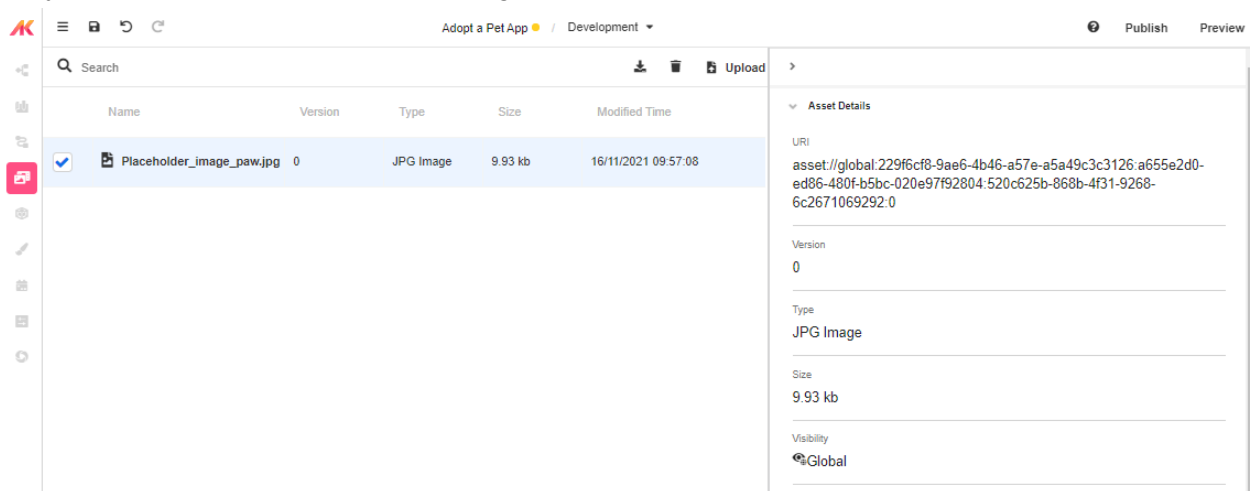 Adopt a Pet App / Development
Publish Preview
Search
Upload
Name Version Type Size Modified Time
Placeholder_image_paw.jpg 0 JPG Image 9.93 kb 16/11/2021 09:57:08
Asset Details
URI
asset://global:229f6cf8-9ae6-4b46-a57e-a5a49c3c3126:a655e2d0-
ed86-480f-b5bc-020e97f92804:520c625b-868b-4f31-9268-
6c2671069292:0
Version
0
Type
JPG Image
Size
9.93 kb
Visibility
Global